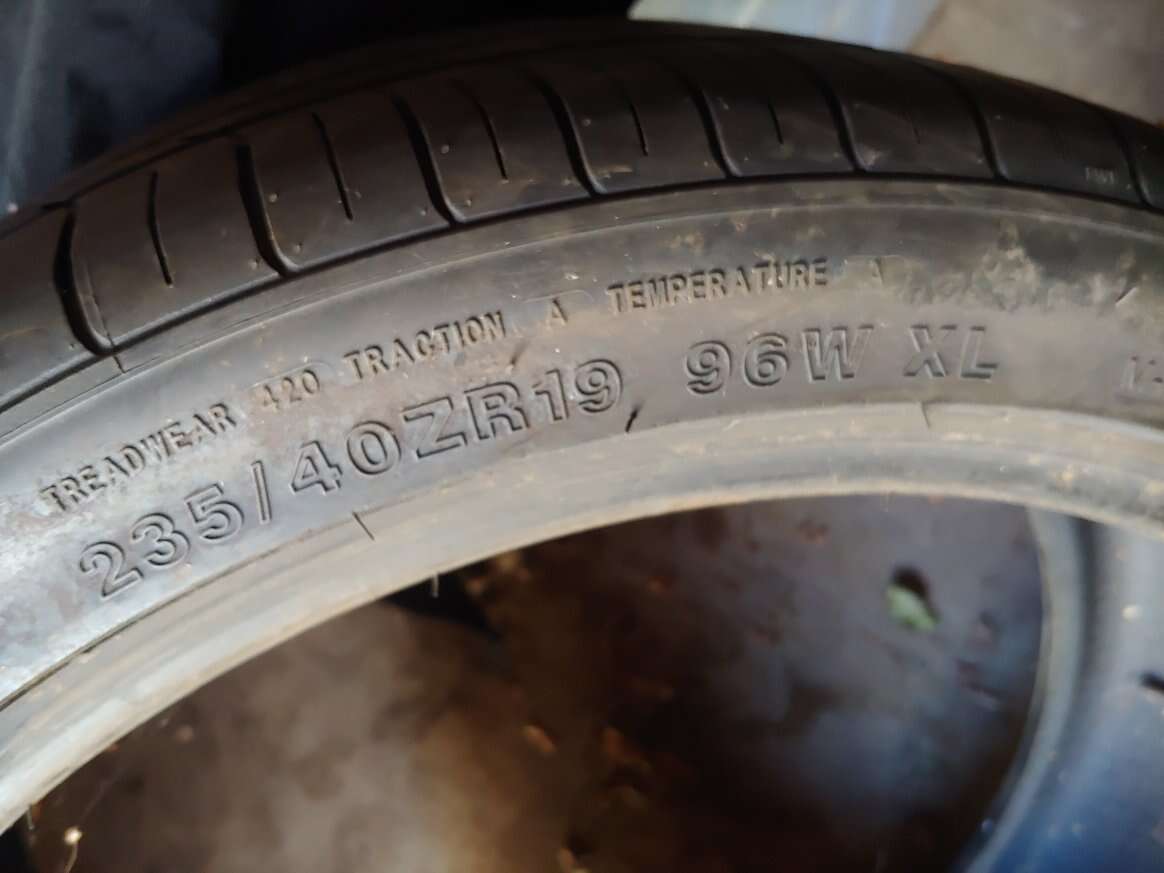 TREADWEAR 420 TRACTION A TEMPERATURE A
235/40ZR19 96W XL